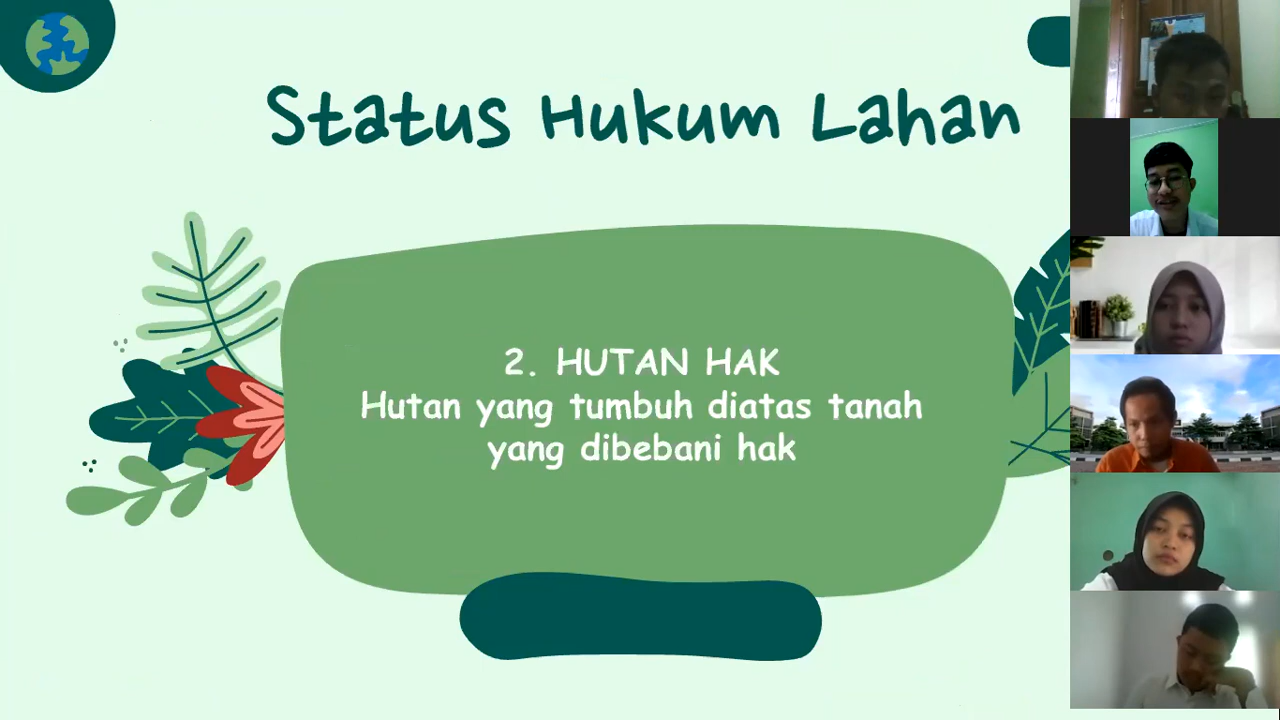 Status Hukum Lahan
2. HUTAN HAK
Hutan yang tumbuh diatas tanah
yang dibebani hak